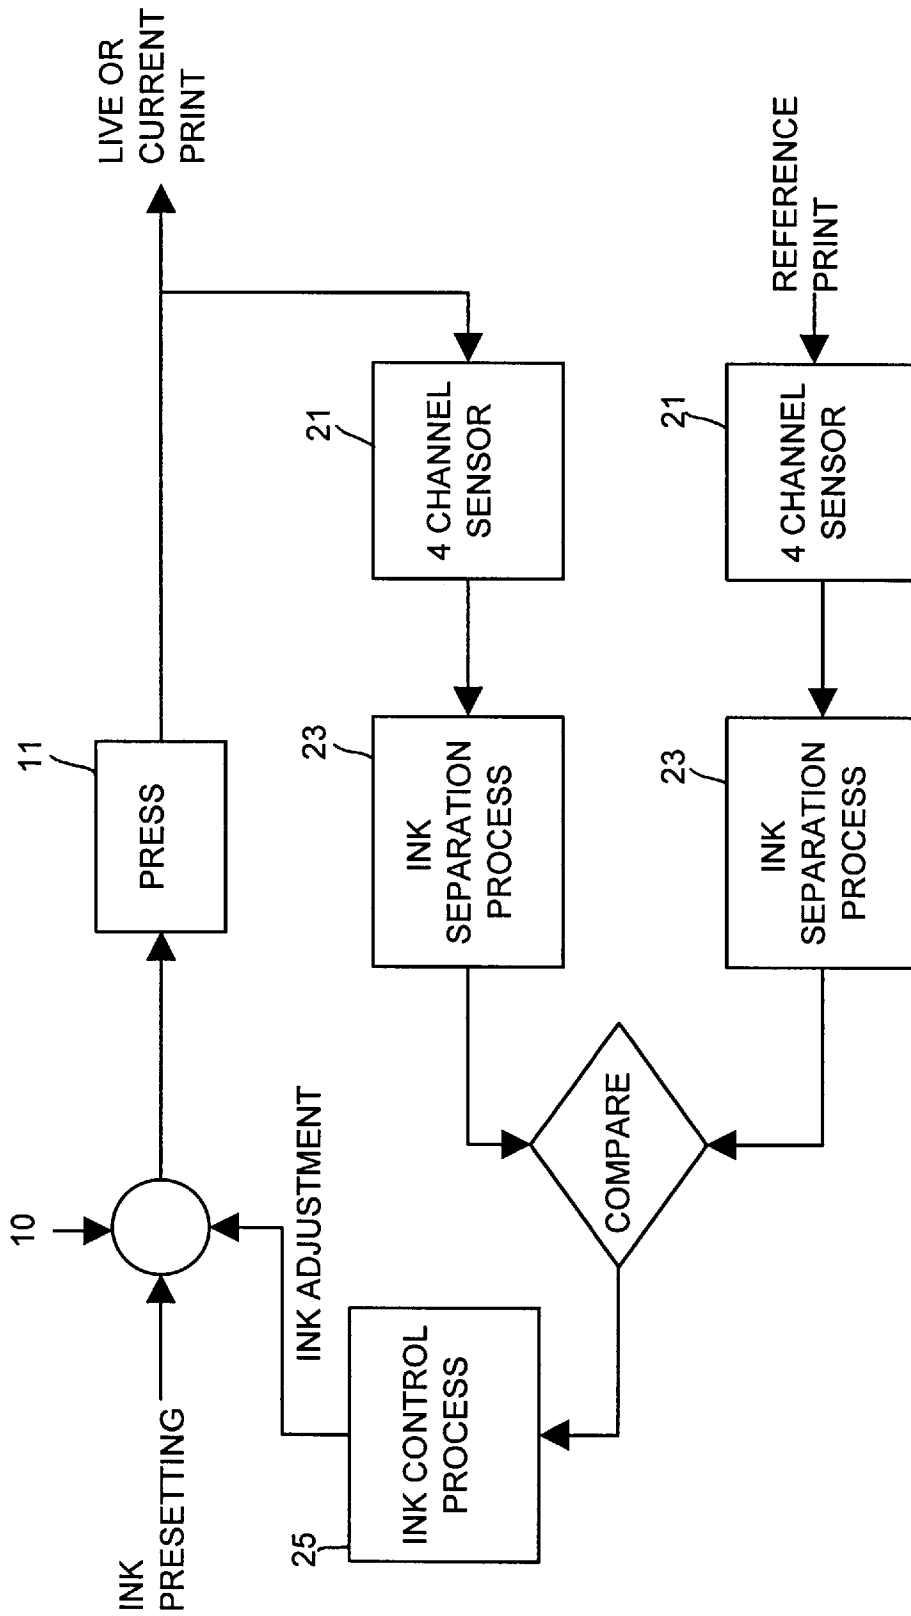 INK
PRESETTING
10
11
PRESS
LIVE OR
CURRENT
PRINT
INK ADJUSTMENT
25
INK CONTROL
PROCESS
COMPARE
23
INK
SEPARATION
PROCESS
21
4 CHANNEL
SENSOR
23
INK
SEPARATION
PROCESS
21
4 CHANNEL
SENSOR
REFERENCE
PRINT